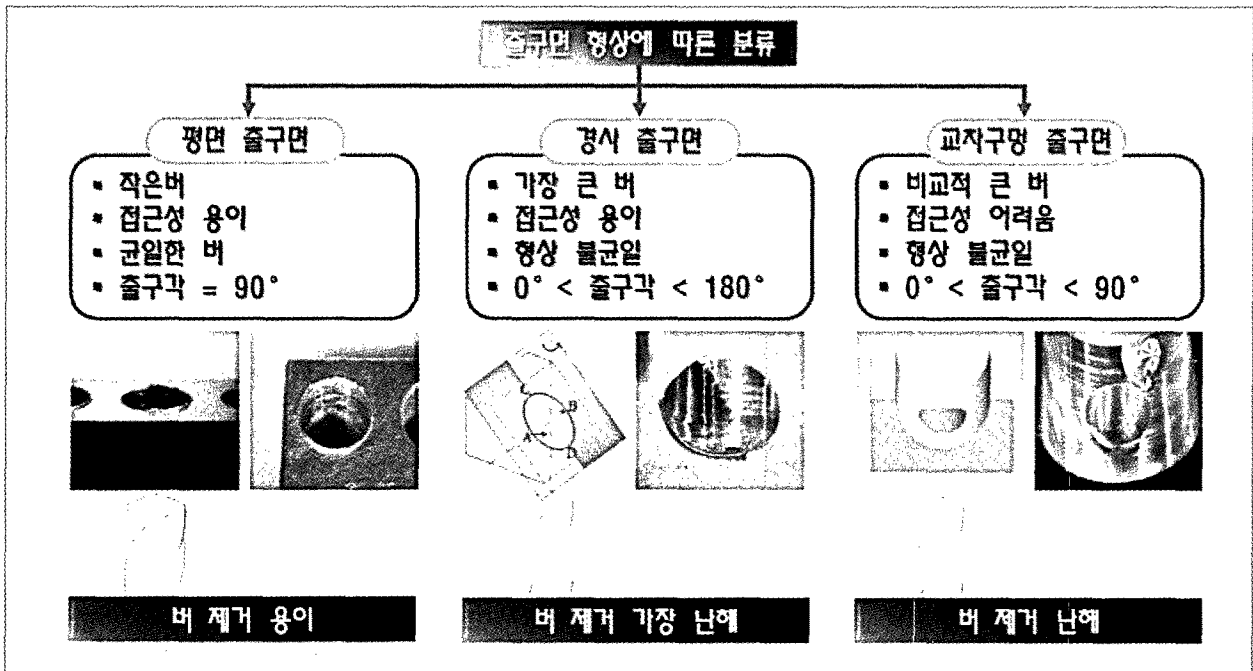 출구면 형상에 따른 분류
평면 출구면
▪ 작은버
▪ 접근성 용이
▪ 균일한 버
▪ 출구각 = 90°
버 제거 용이
경사 출구면
▪ 가장 큰 버
▪ 접근성 용이
▪ 형상 불균일
▪ 0° < 출구각 < 180°
C
B
A
D
버 제거 가장 난해
교차구멍 출구면
▪ 비교적 큰 버
▪ 접근성 어려움
▪ 형상 불균일
▪ 0° < 출구각 < 90°
버 제거 난해